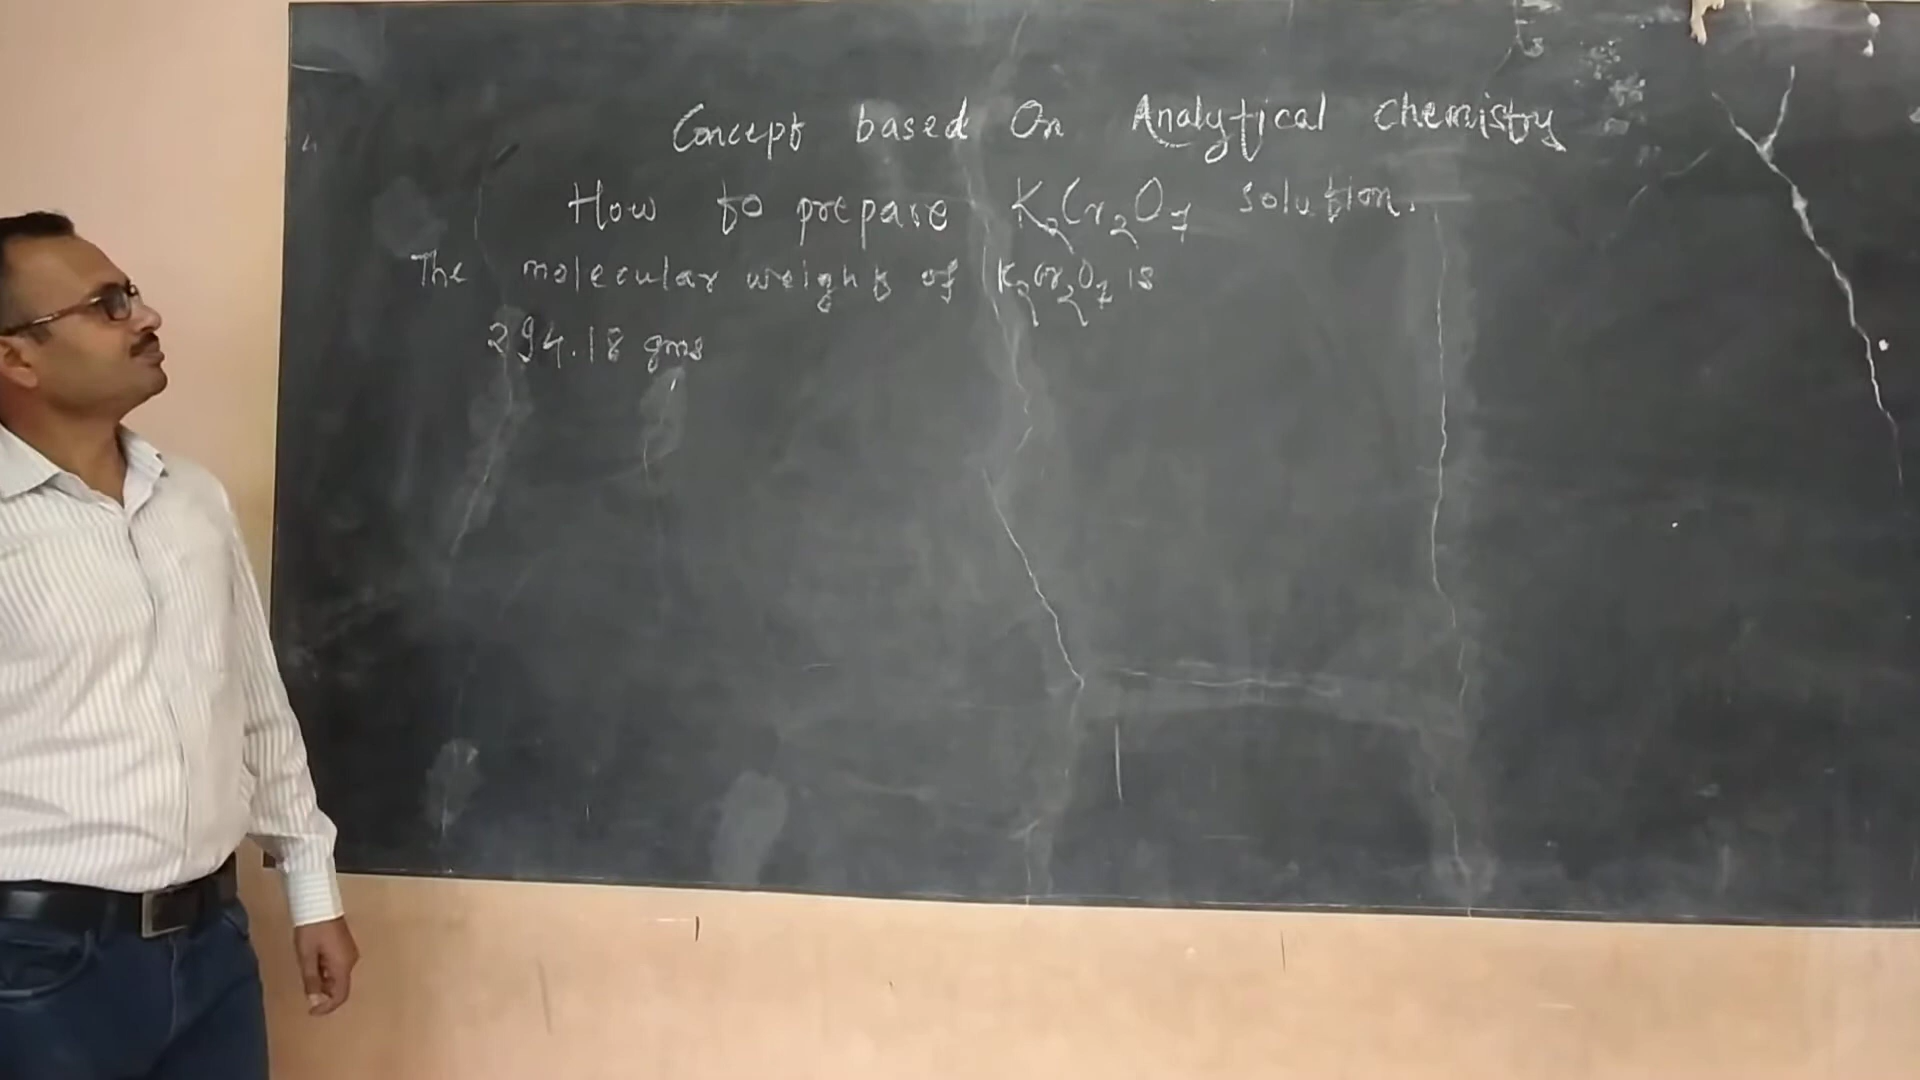 Concept based On Analytical Chemistry
How to prepare K₂Cr₂O₇ solution.
The molecular weight of K₂Cr₂O₇ is
294.18 gms